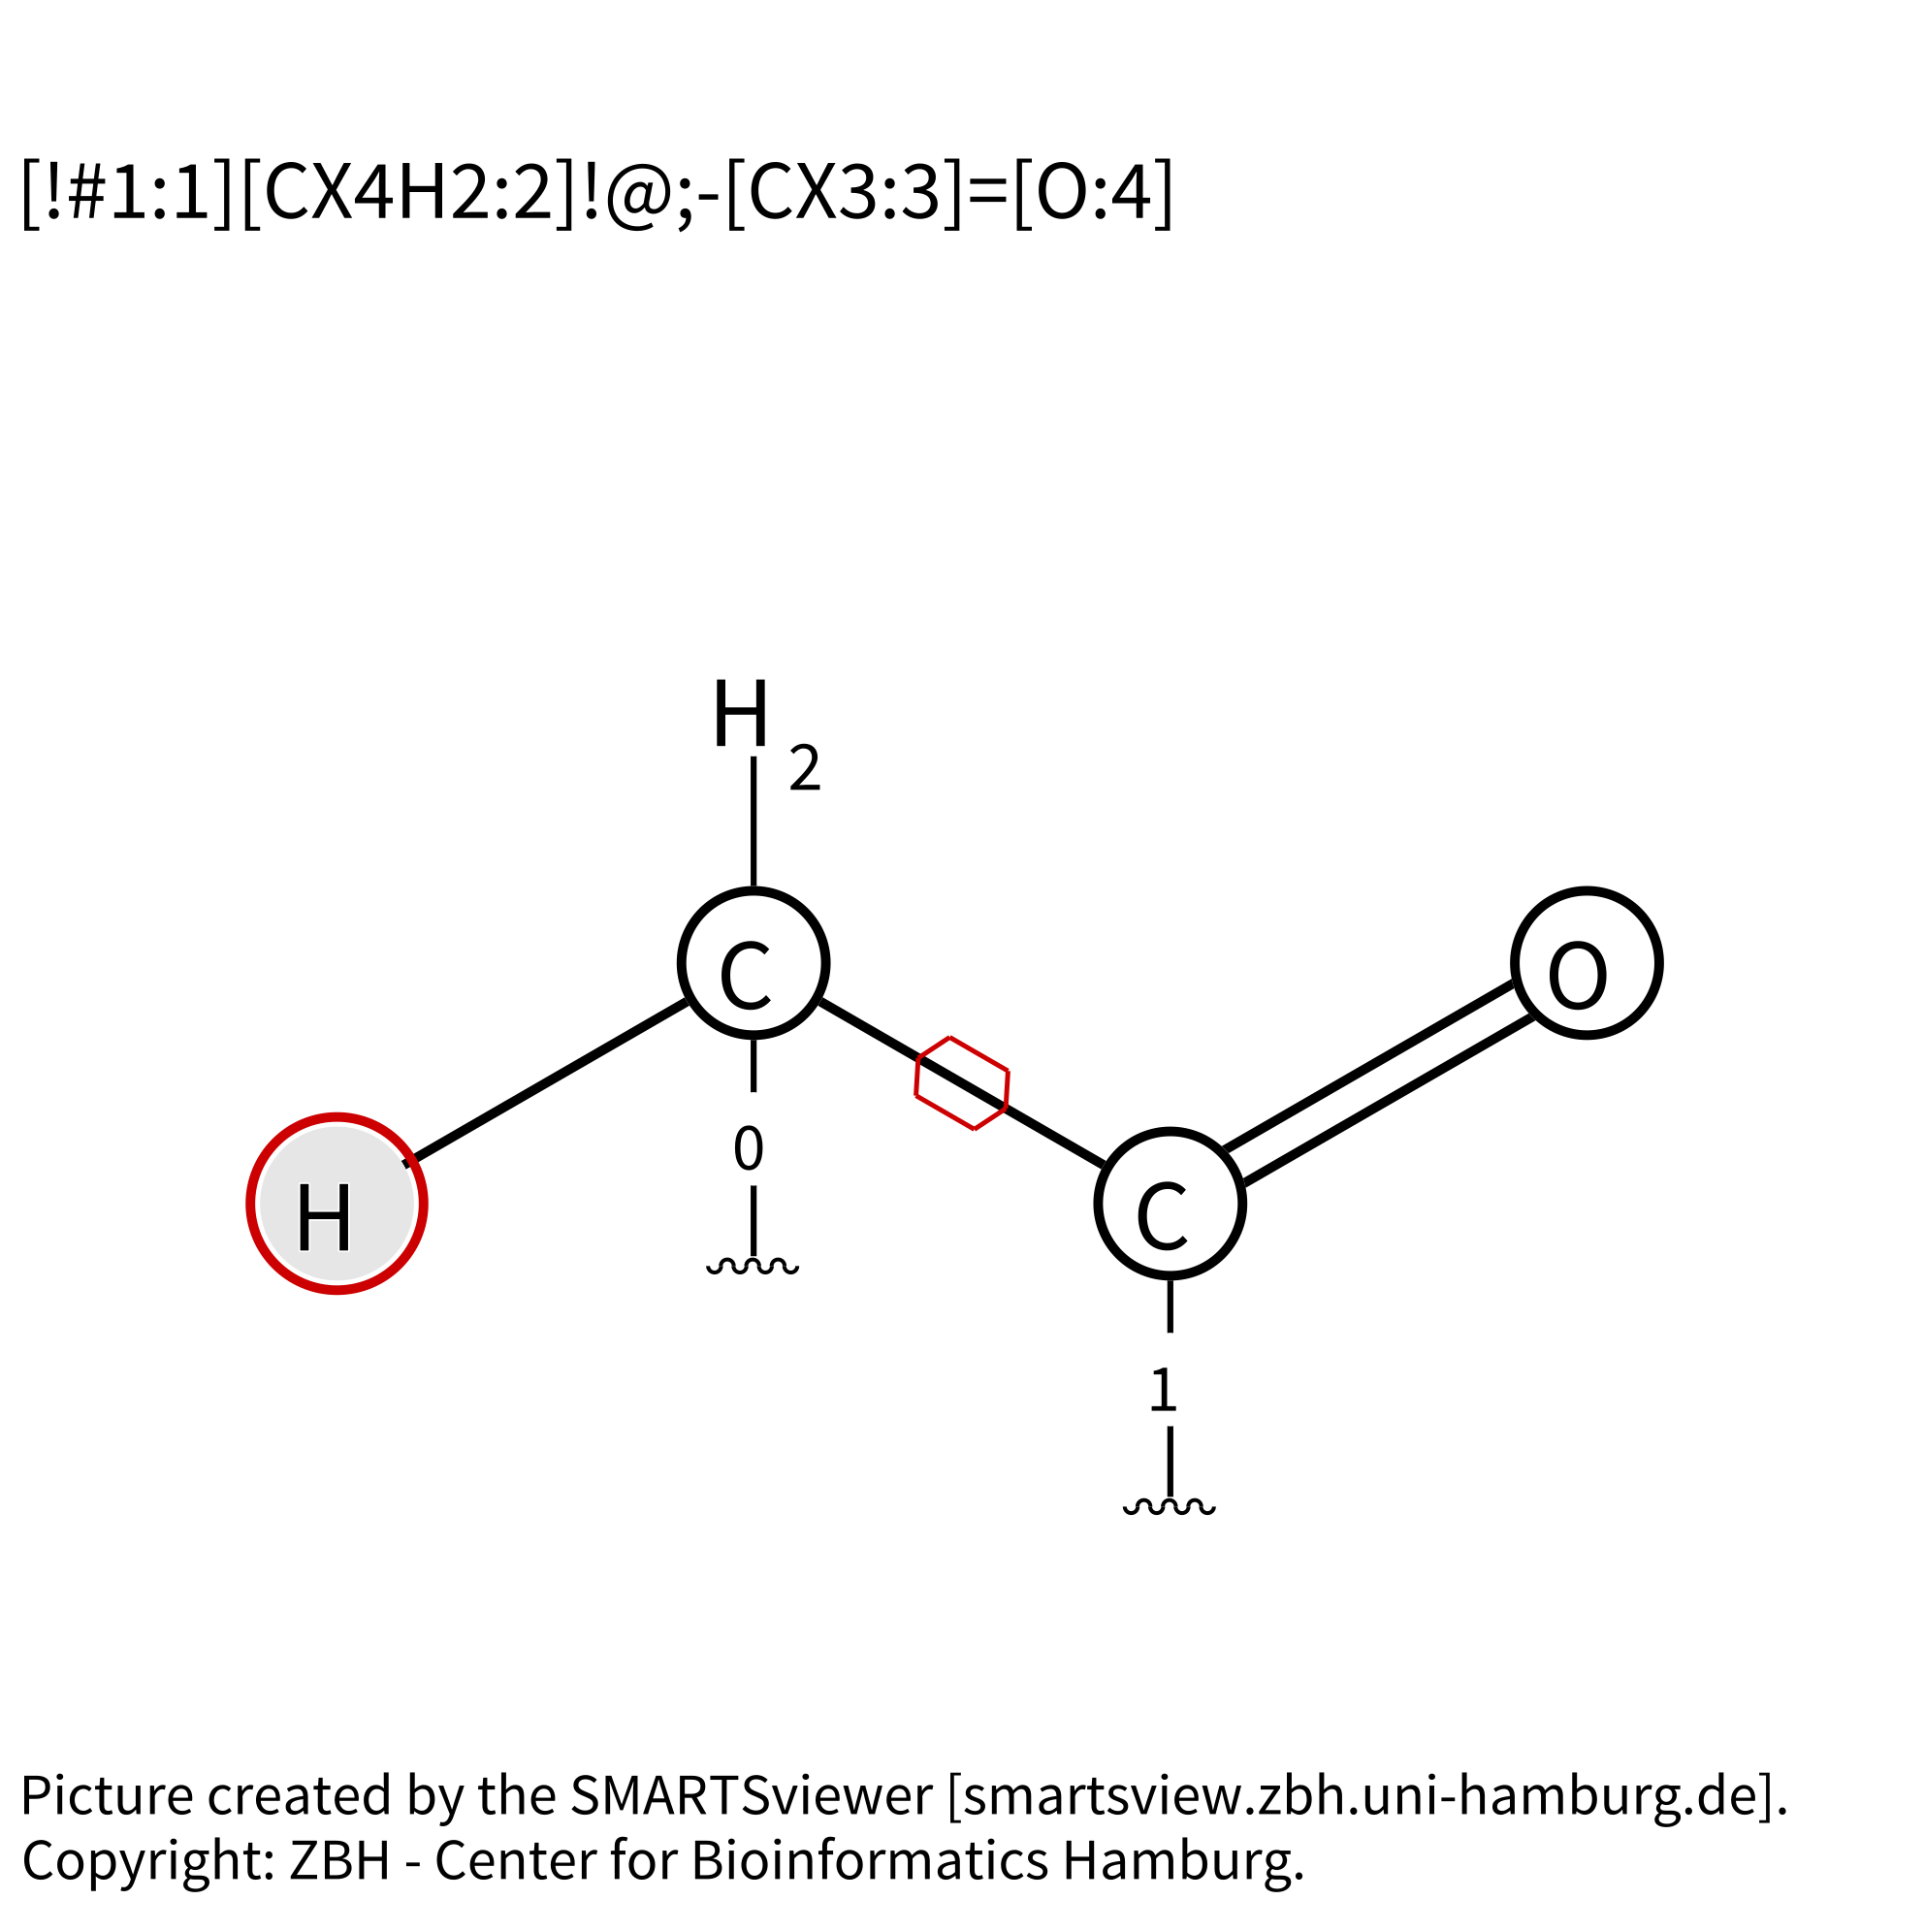 [!#1:1][CX4H2:2]!@;-[CX3:3]=[O:4]
H
2
C
O
0
H
C
1
Picture created by the SMARTSviewer [smartsview.zbh.uni-hamburg.de].
Copyright: ZBH - Center for Bioinformatics Hamburg.